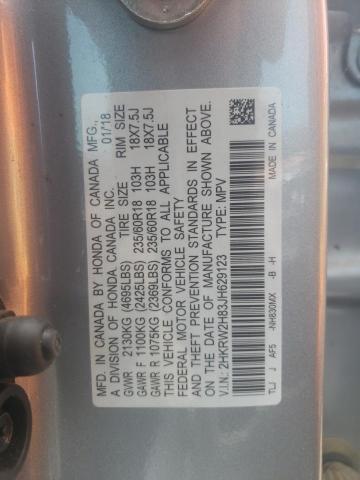 MFD. IN CANADA BY HONDA OF CANADA MFG.,
A DIVISION OF HONDA CANADA INC. 01/18
GVWR 2130KG (4695LBS) TIRE SIZE RIM SIZE
GAWR F 1100KG (2425LBS) 235/60R18 103H 18X7.5J
GAWR R 1075KG (2369LBS) 235/60R18 103H 18X7.5J
THIS VEHICLE CONFORMS TO ALL APPLICABLE
FEDERAL MOTOR VEHICLE SAFETY
AND THEFT PREVENTION STANDARDS IN EFFECT
ON THE DATE OF MANUFACTURE SHOWN ABOVE.
V.I.N.: 2HKRW2H83JH629123 TYPE: MPV
TLJ J AF5 -NH830MX -B -H MADE IN CANADA